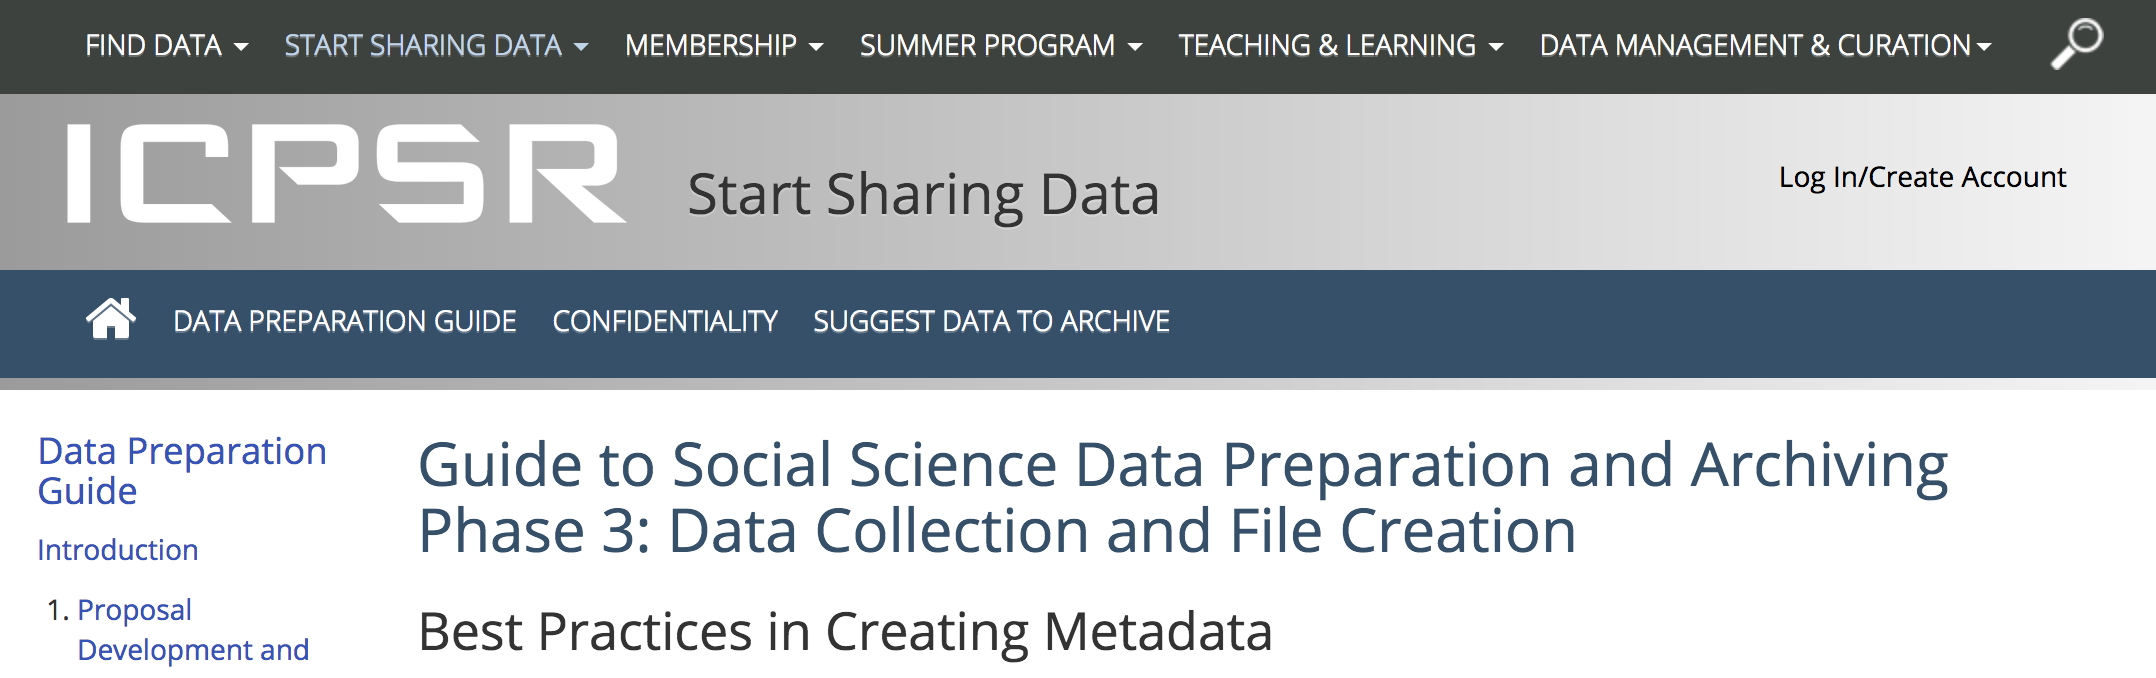 FIND DATA START SHARING DATA MEMBERSHIP SUMMER PROGRAM TEACHING & LEARNING DATA MANAGEMENT & CURATION
ICPSR Start Sharing Data Log In/Create Account
DATA PREPARATION GUIDE CONFIDENTIALITY SUGGEST DATA TO ARCHIVE
Data Preparation
Guide
Introduction
1. Proposal
Development and
Guide to Social Science Data Preparation and Archiving
Phase 3: Data Collection and File Creation
Best Practices in Creating Metadata